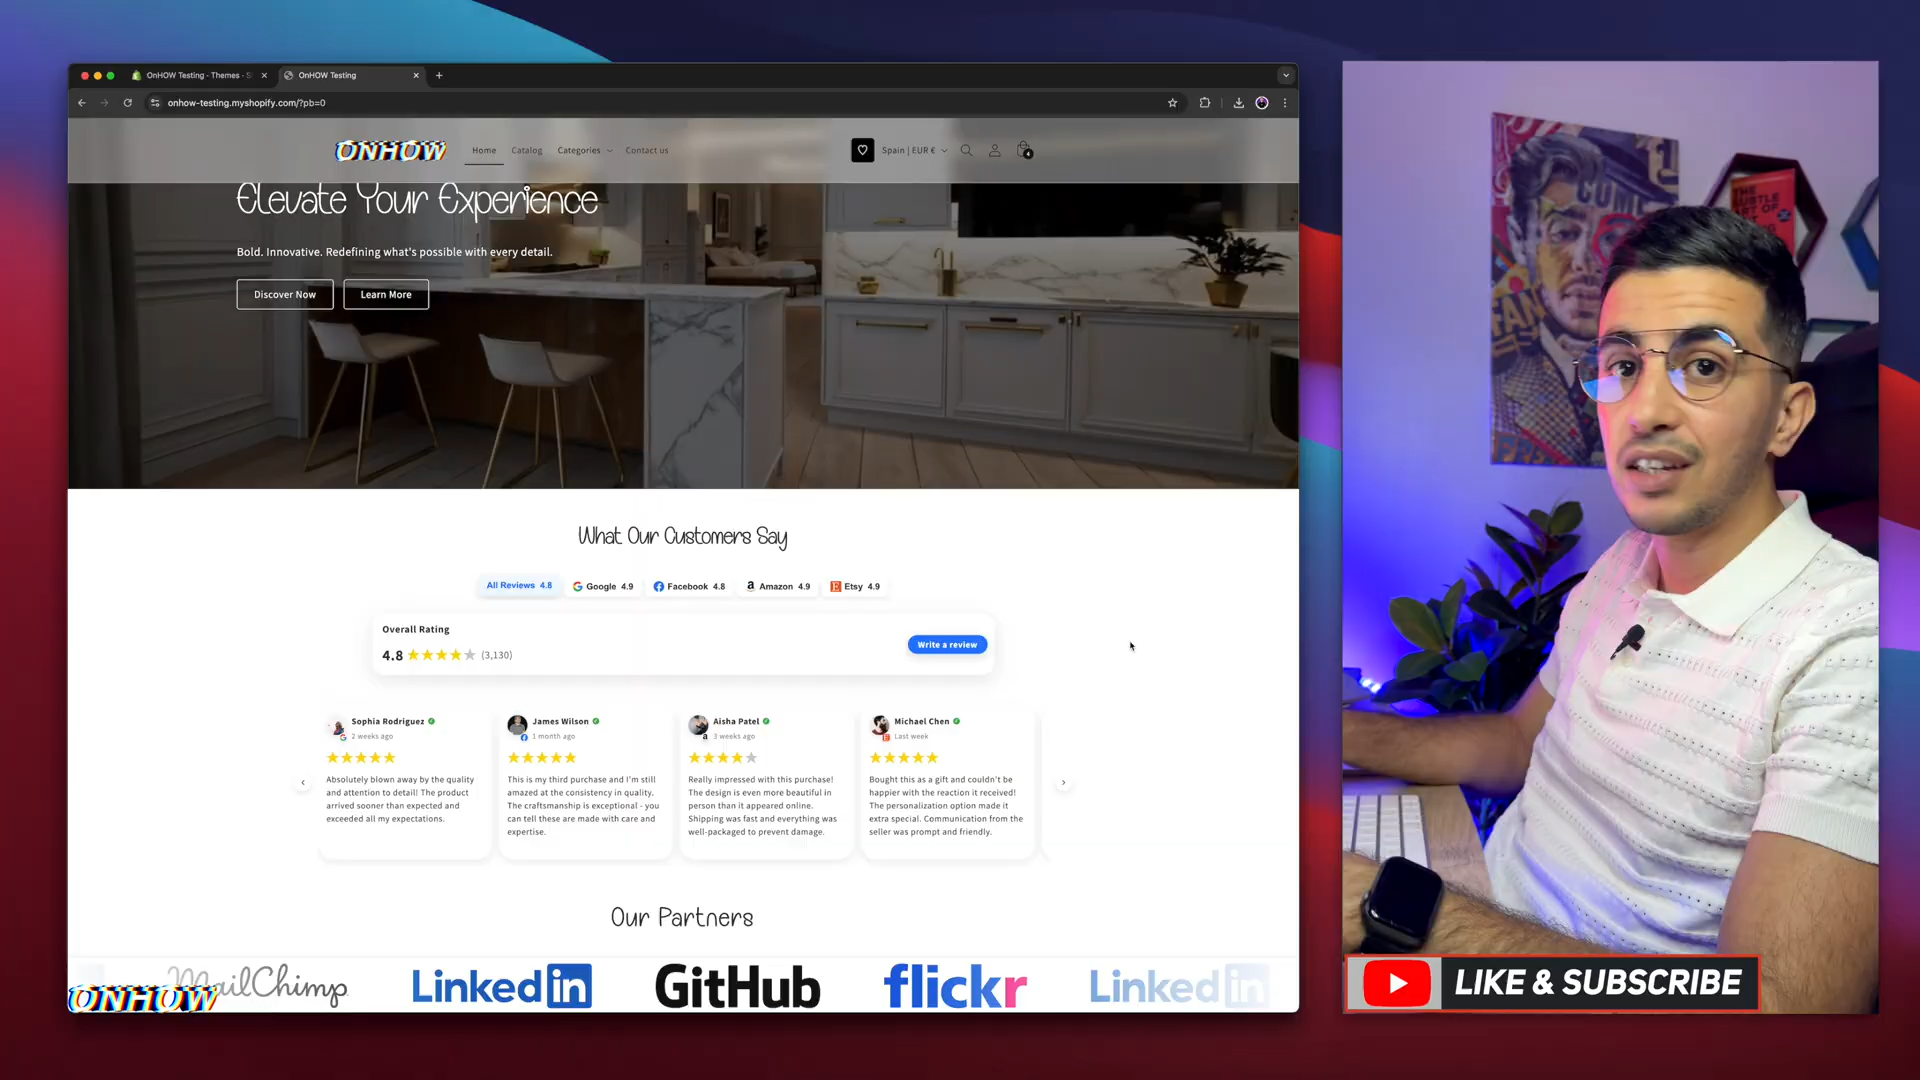 OnHOW Testing - Themes - S
OnHOW Testing
onhow-testing.myshopify.com/?pb=0
ONHOW
Home
Catalog
Categories
Contact us
Spain | EUR €
4
Elevate Your Experience
Bold. Innovative. Redefining what's possible with every detail.
Discover Now
Learn More
What Our Customers Say
All Reviews 4.8
Google 4.9
Facebook 4.8
Amazon 4.9
Etsy 4.9
Overall Rating
4.8
(3,130)
Write a review
Sophia Rodriguez
2 weeks ago
Absolutely blown away by the quality
and attention to detail! The product
arrived sooner than expected and
exceeded all my expectations.
James Wilson
1 month ago
This is my third purchase and I'm still
amazed at the consistency in quality.
The craftsmanship is exceptional - you
can tell these are made with care and
expertise.
Aisha Patel
3 weeks ago
Really impressed with this purchase!
The design is even more beautiful in
person than it appeared online.
Shipping was fast and everything was
well-packaged to prevent damage.
Michael Chen
Last week
Bought this as a gift and couldn't be
happier with the reaction it received!
The personalization option made it
extra special. Communication from the
seller was prompt and friendly.
Our Partners
MailChimp
LinkedIn
GitHub
flickr
LinkedIn
ONHOW
COME
FAN
THE
HUSTLE
ART OF
LIKE & SUBSCRIBE